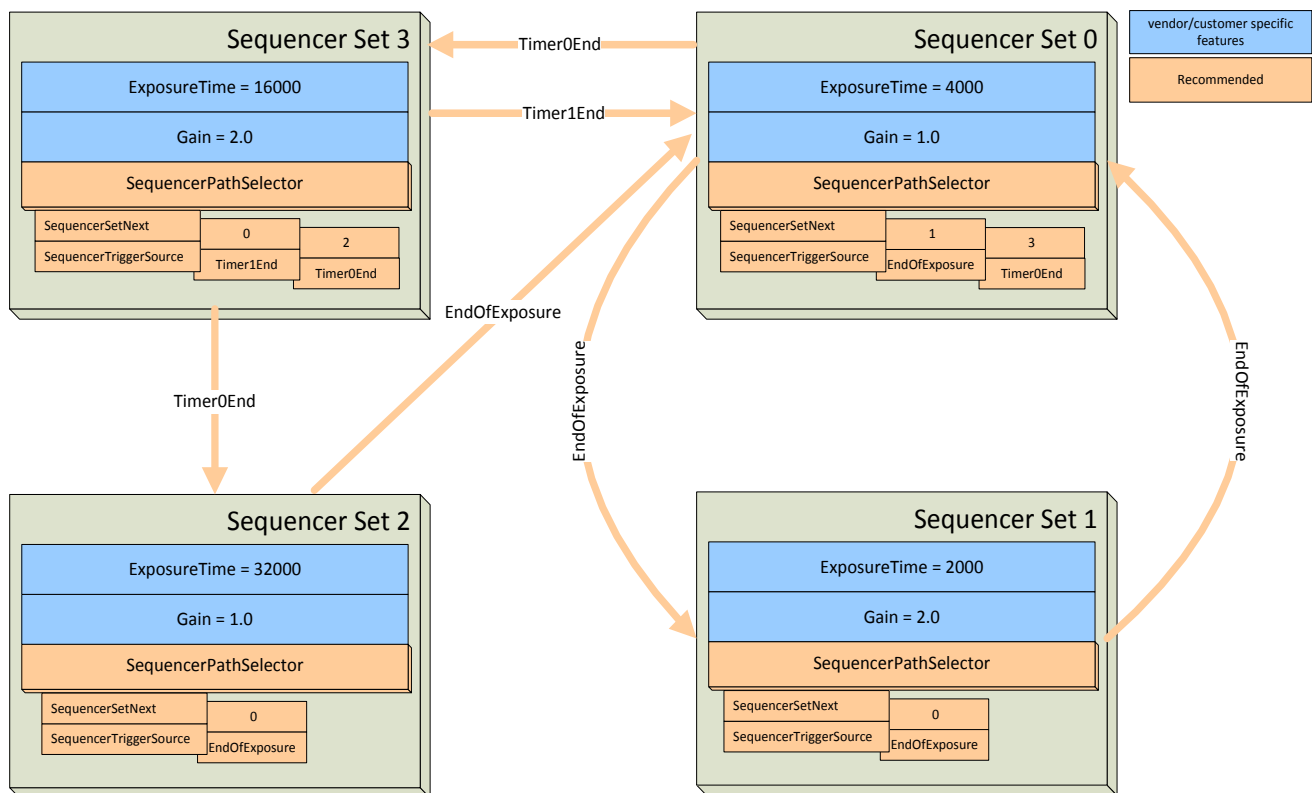 Sequencer Set 3
ExposureTime = 16000
Gain = 2.0
SequencerPathSelector
SequencerSetNext
0
2
SequencerTriggerSource
Timer1End
Timer0End
Timer0End
Timer1End
Sequencer Set 0
ExposureTime = 4000
Gain = 1.0
SequencerPathSelector
SequencerSetNext
1
3
SequencerTriggerSource
EndOfExposure
Timer0End
vendor/customer specific
features
Recommended
Timer0End
EndOfExposure
EndOfExposure
EndOfExposure
Sequencer Set 2
ExposureTime = 32000
Gain = 1.0
SequencerPathSelector
SequencerSetNext
0
SequencerTriggerSource
EndOfExposure
Sequencer Set 1
ExposureTime = 2000
Gain = 2.0
SequencerPathSelector
SequencerSetNext
0
SequencerTriggerSource
EndOfExposure